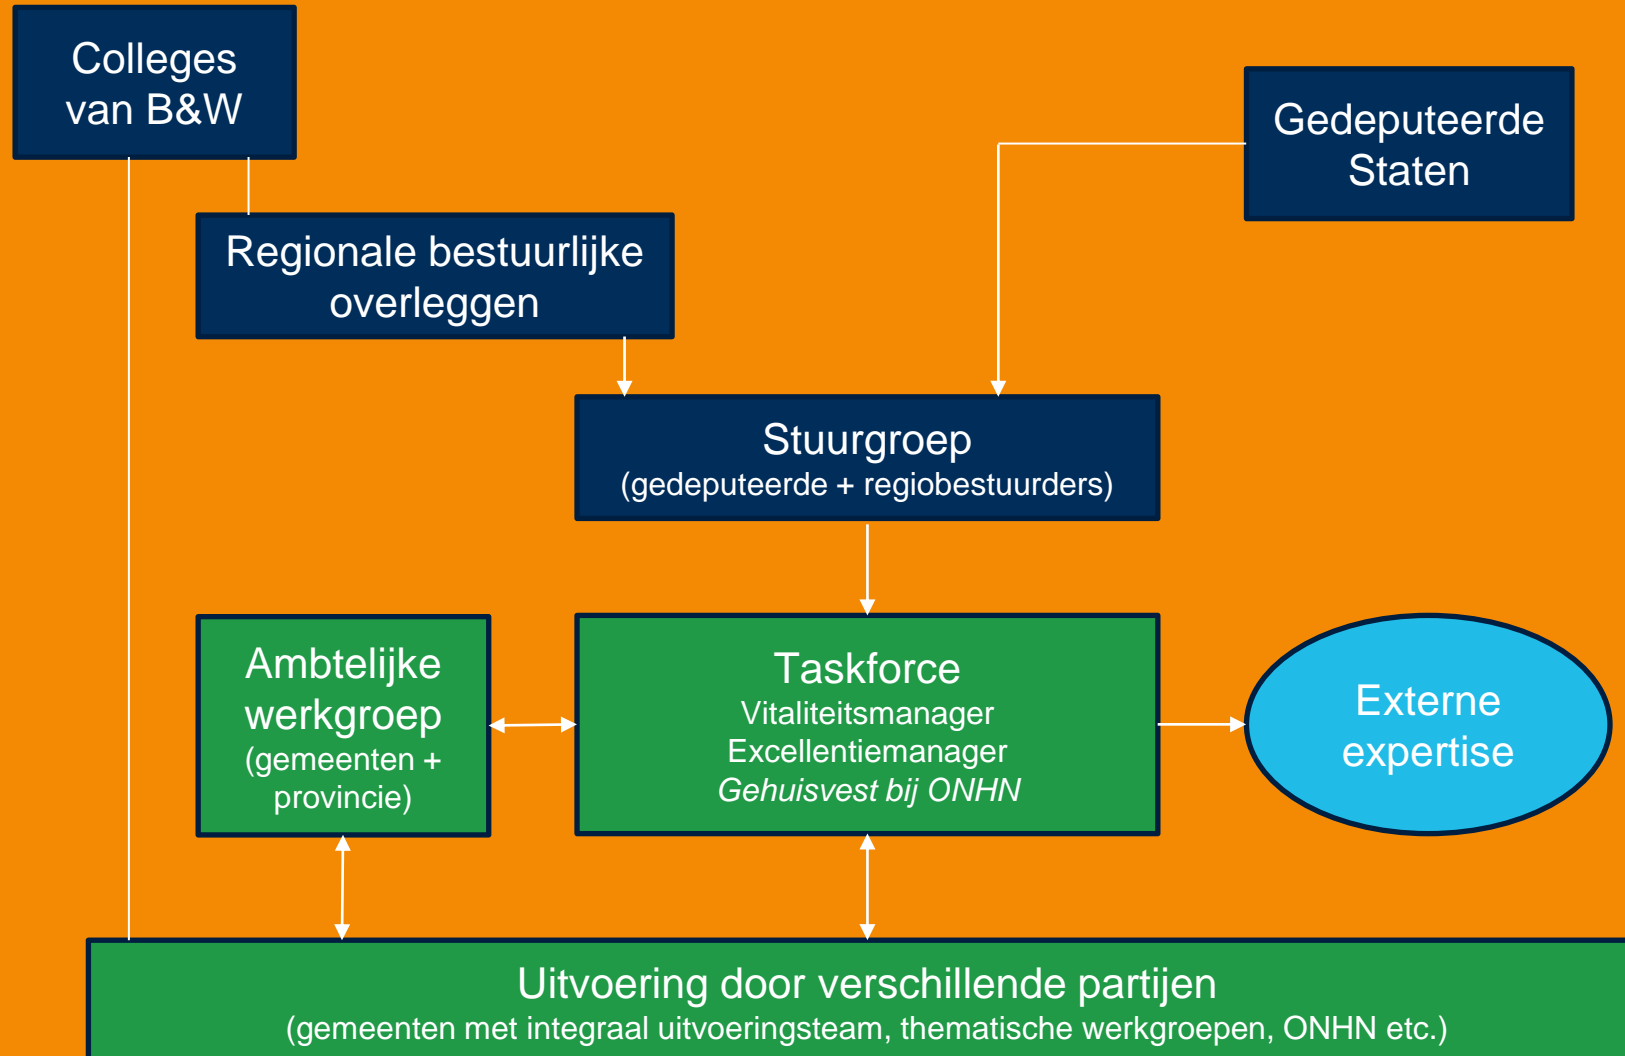 Colleges
van B&W
Gedeputeerde
Staten
Regionale bestuurlijke
overleggen
Stuurgroep
(gedeputeerde + regiobestuurders)
Ambtelijke
werkgroep
(gemeenten +
provincie)
Taskforce
Vitaliteitsmanager
Excellentiemanager
Gehuisvest bij ONHN
Externe
expertise
Uitvoering door verschillende partijen
(gemeenten met integraal uitvoeringsteam, thematische werkgroepen, ONHN etc.)